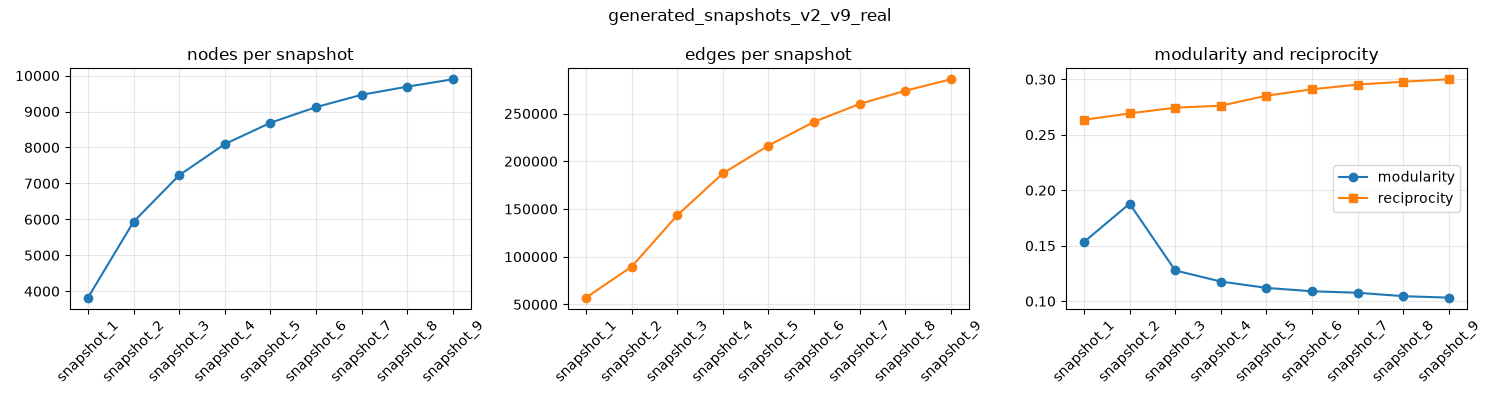 generated_snapshots_v2_v9_real
nodes per snapshot
10000
9000
8000
7000
6000
5000
4000
snapshot_1
snapshot_2
snapshot_3
snapshot_4
snapshot_5
snapshot_6
snapshot_7
snapshot_8
snapshot_9
edges per snapshot
250000
200000
150000
100000
50000
snapshot_1
snapshot_2
snapshot_3
snapshot_4
snapshot_5
snapshot_6
snapshot_7
snapshot_8
snapshot_9
modularity and reciprocity
0.30
0.25
0.20
0.15
0.10
modularity
reciprocity
snapshot_1
snapshot_2
snapshot_3
snapshot_4
snapshot_5
snapshot_6
snapshot_7
snapshot_8
snapshot_9